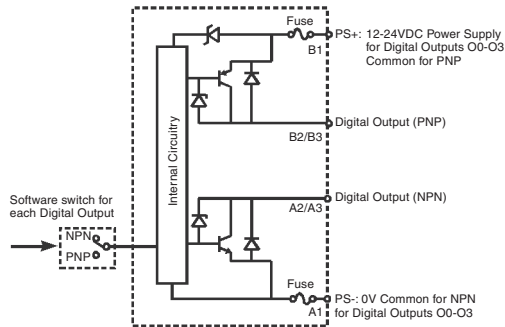 Fuse
B1
PS+: 12-24VDC Power Supply
for Digital Outputs O0-O3
Common for PNP
Digital Output (PNP)
B2/B3
Internal Circuitry
Digital Output (NPN)
A2/A3
Software switch for
each Digital Output
NPN
PNP
Fuse
A1
PS-: 0V Common for NPN
for Digital Outputs O0-O3